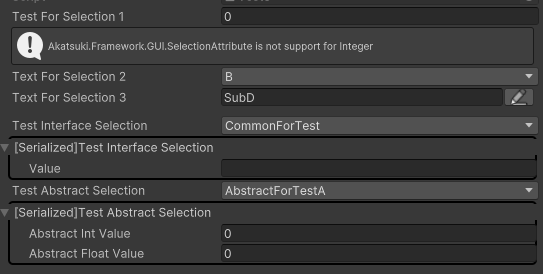 Test For Selection 1 0
Akatsuki.Framework.GUI.SelectionAttribute is not support for Integer
Text For Selection 2 B
Text For Selection 3 SubD
Test Interface Selection CommonForTest
[Serialized]Test Interface Selection
Value
Test Abstract Selection AbstractForTestA
[Serialized]Test Abstract Selection
Abstract Int Value 0
Abstract Float Value 0